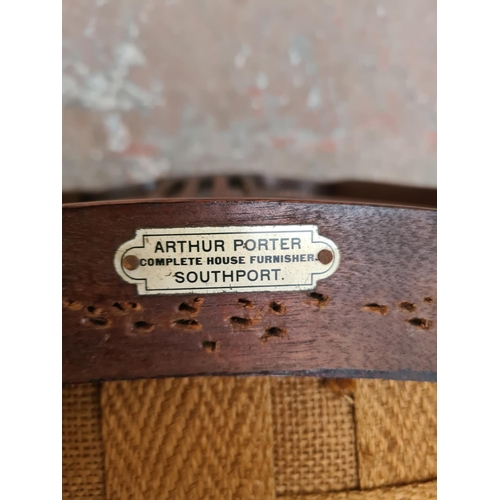 ARTHUR PORTER
COMPLETE HOUSE FURNISHER.
SOUTHPORT.